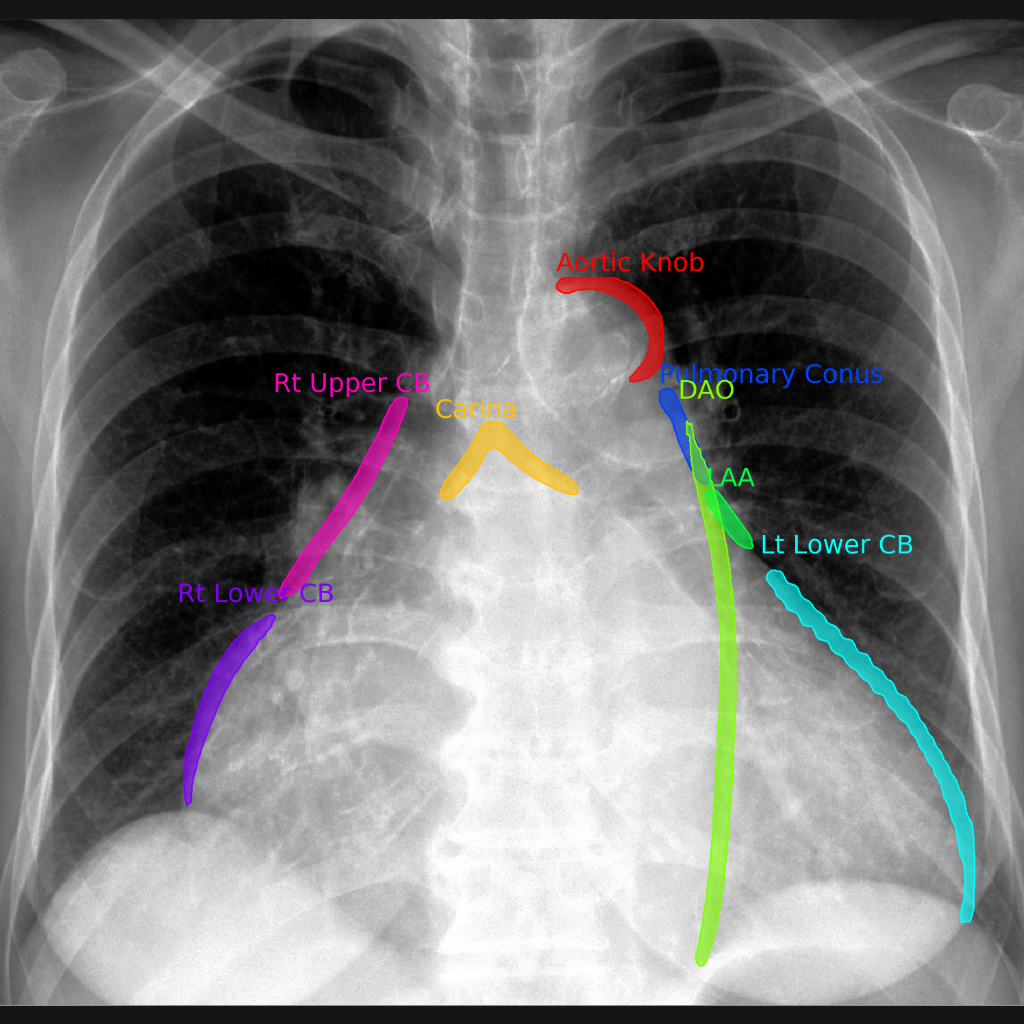 Aortic Knob
Pulmonary Conus
Rt Upper CB
DAO
Carina
LAA
Lt Lower CB
Rt Lower CB